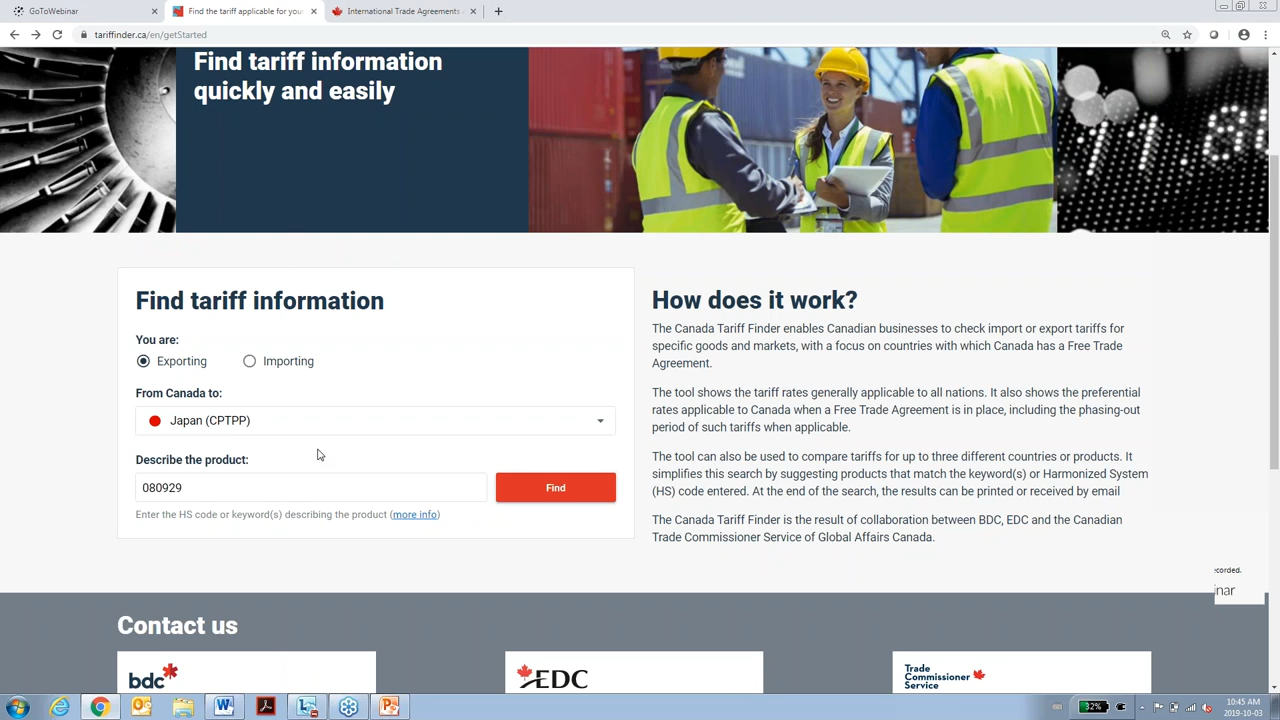 GoToWebinar
Find the tariff applicable for your
International Trade Agreements
tariffinder.ca/en/getStarted
Find tariff information
quickly and easily
Find tariff information
You are:
Exporting
Importing
From Canada to:
Japan (CPTPP)
Describe the product:
080929
Find
Enter the HS code or keyword(s) describing the product (more info)
How does it work?
The Canada Tariff Finder enables Canadian businesses to check import or export tariffs for
specific goods and markets, with a focus on countries with which Canada has a Free Trade
Agreement.
The tool shows the tariff rates generally applicable to all nations. It also shows the preferential
rates applicable to Canada when a Free Trade Agreement is in place, including the phasing-out
period of such tariffs when applicable.
The tool can also be used to compare tariffs for up to three different countries or products. It
simplifies this search by suggesting products that match the keyword(s) or Harmonized System
(HS) code entered. At the end of the search, the results can be printed or received by email
The Canada Tariff Finder is the result of collaboration between BDC, EDC and the Canadian
Trade Commissioner Service of Global Affairs Canada.
ecorded.
inar
Contact us
bdc
EDC
Trade
Commissioner
Service
32%
10:45 AM
2019-10-03